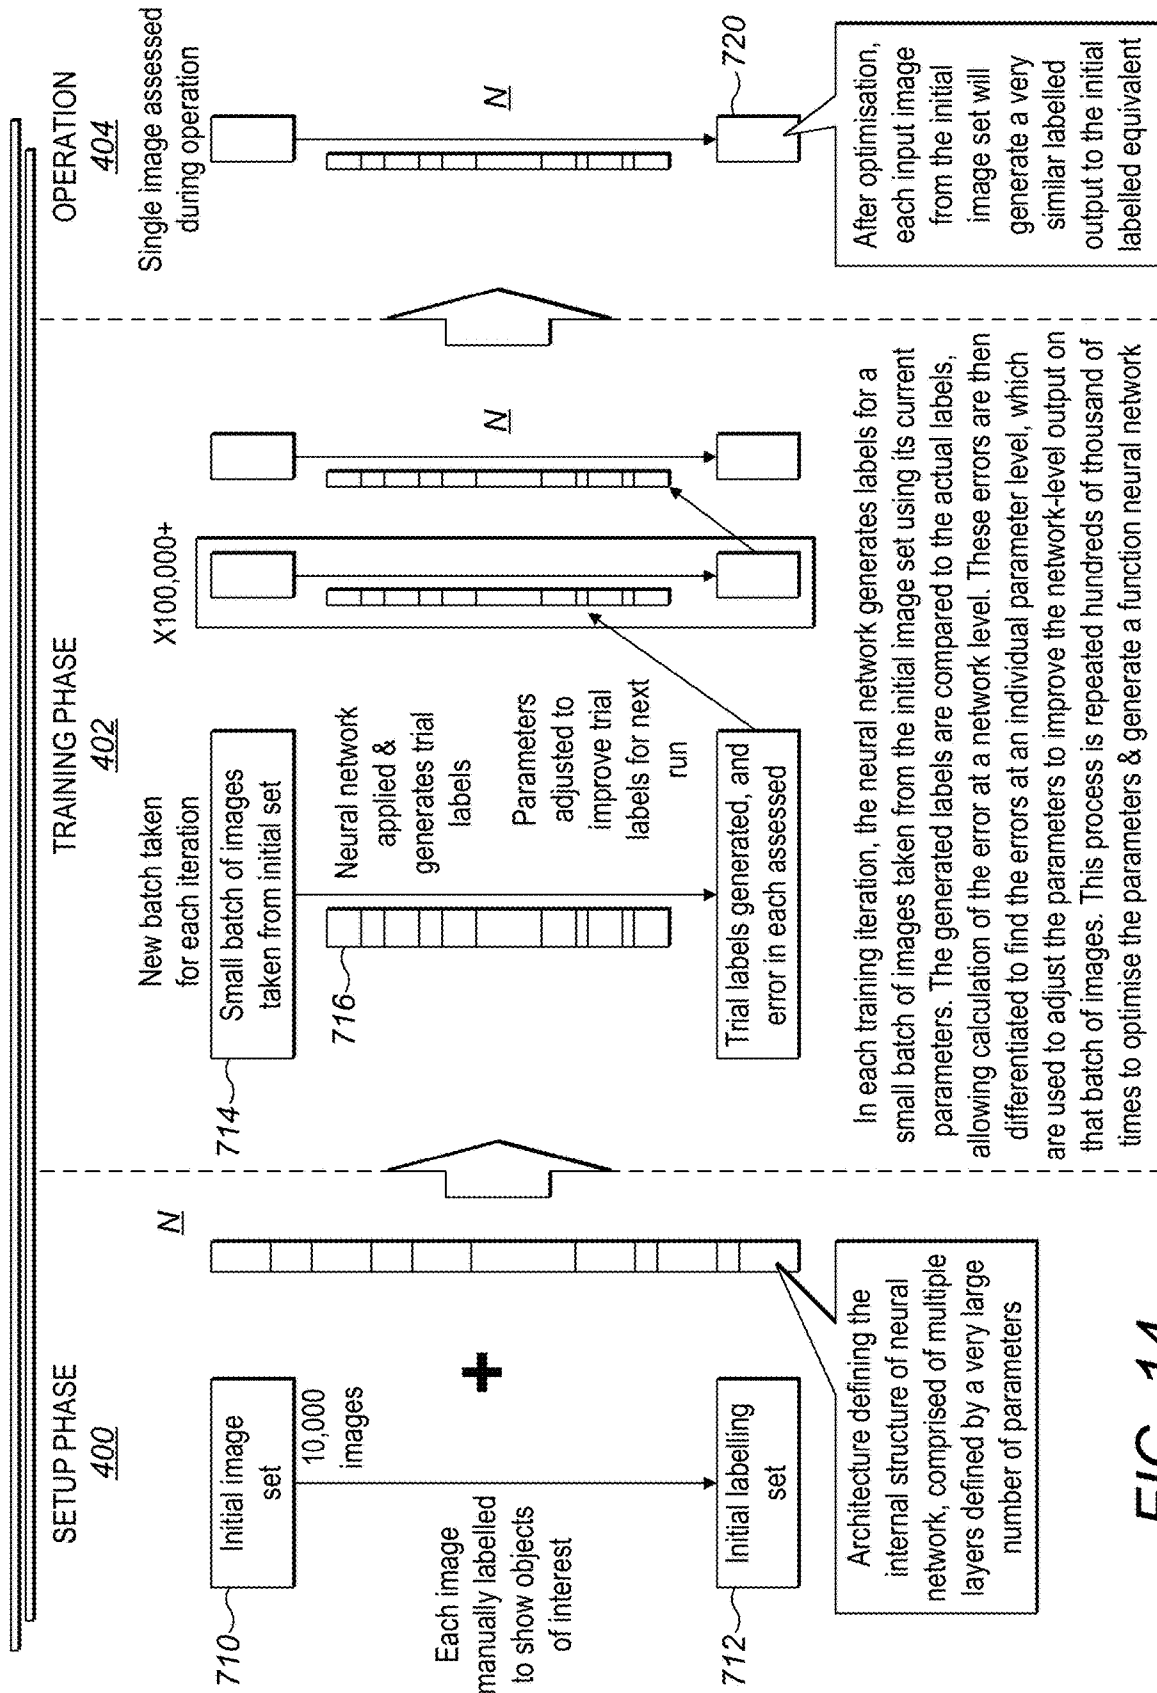 SETUP PHASE
400
710
Initial image
set
10,000
images
Each image
manually labelled
to show objects
of interest
712
Initial labelling
set
N
Architecture defining the
internal structure of neural
network, comprised of multiple
layers defined by a very large
number of parameters
TRAINING PHASE
402
New batch taken
for each iteration
714
Small batch of images
taken from initial set
716
Neural network
applied &
generates trial
labels
Parameters
adjusted to
improve trial
labels for next
run
Trial labels generated, and
error in each assessed
X100,000+
N
In each training iteration, the neural network generates labels for a
small batch of images taken from the initial image set using its current
parameters. The generated labels are compared to the actual labels,
allowing calculation of the error at a network level. These errors are then
differentiated to find the errors at an individual parameter level, which
are used to adjust the parameters to improve the network-level output on
that batch of images. This process is repeated hundreds of thousand of
times to optimise the parameters & generate a function neural network
OPERATION
404
Single image assessed
during operation
N
720
After optimisation,
each input image
from the initial
image set will
generate a very
similar labelled
output to the initial
labelled equivalent
FIG. 14